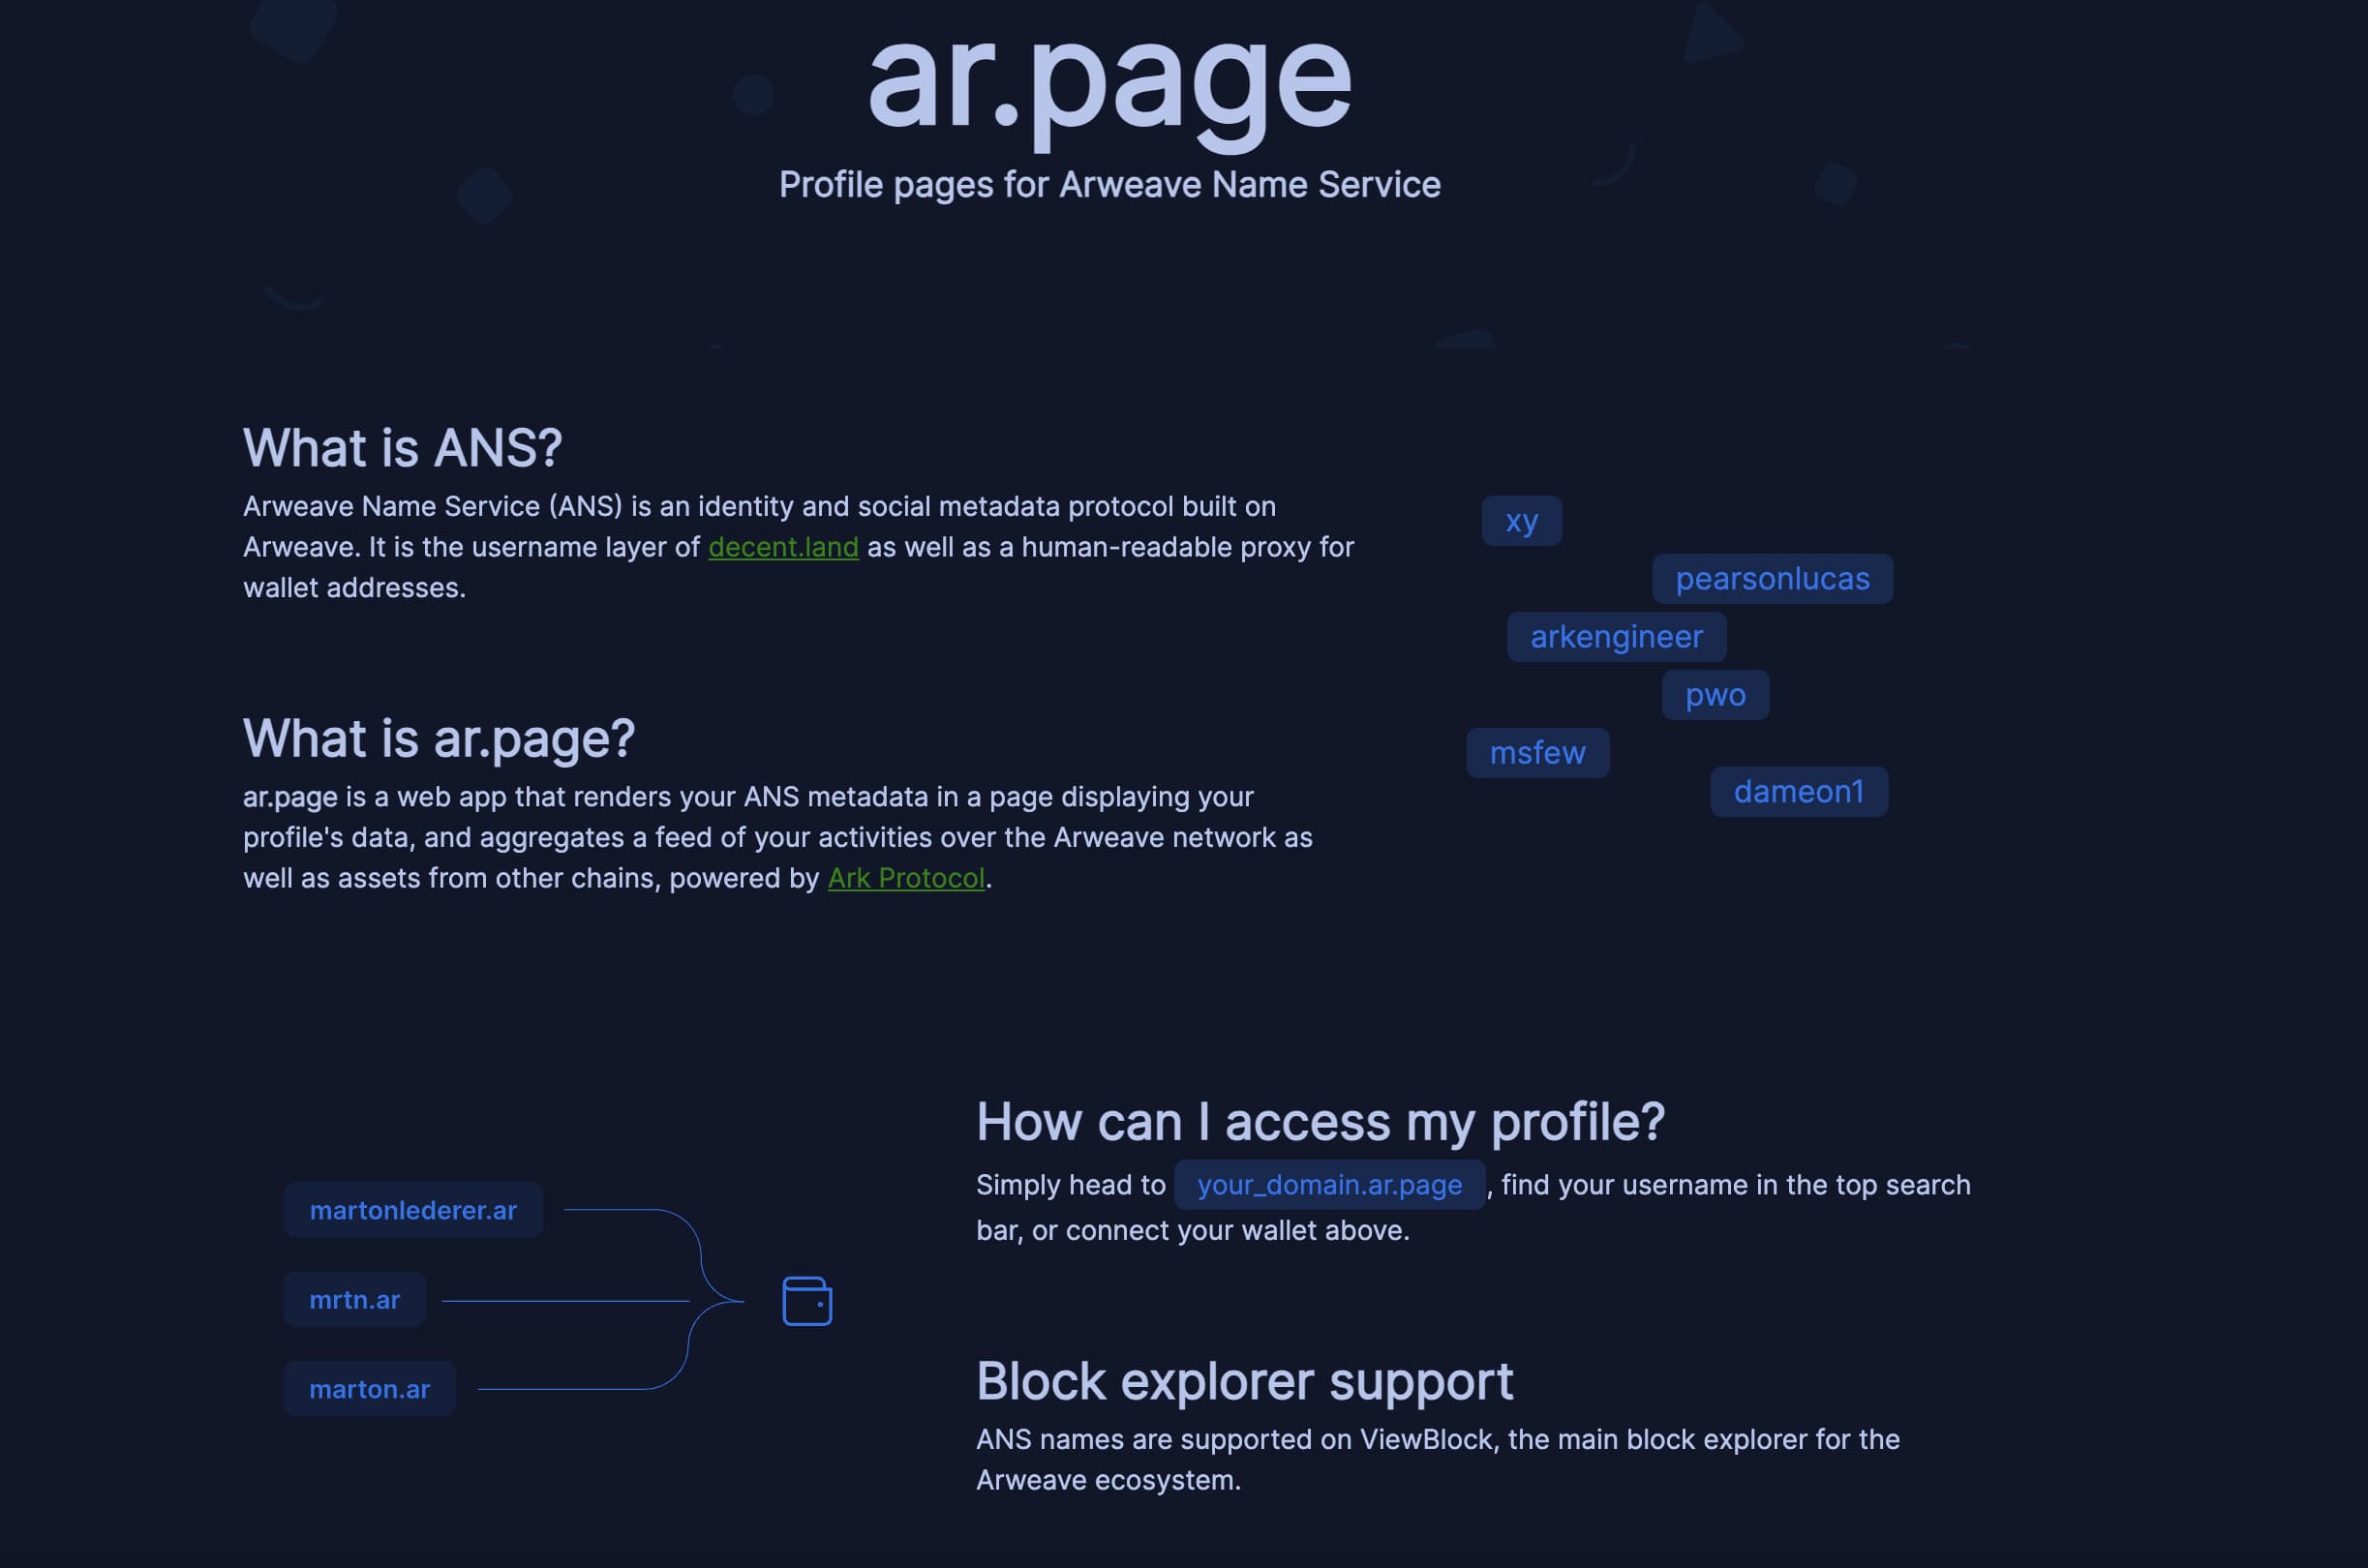 ar.page
Profile pages for Arweave Name Service
What is ANS?
Arweave Name Service (ANS) is an identity and social metadata protocol built on
Arweave. It is the username layer of decent.land as well as a human-readable proxy for
wallet addresses.
xy
pearsonlucas
arkengineer
pwo
msfew
dameon1
What is ar.page?
ar.page is a web app that renders your ANS metadata in a page displaying your
profile's data, and aggregates a feed of your activities over the Arweave network as
well as assets from other chains, powered by Ark Protocol.
martonlederer.ar
mrtn.ar
marton.ar
How can I access my profile?
Simply head to your_domain.ar.page, find your username in the top search
bar, or connect your wallet above.
Block explorer support
ANS names are supported on ViewBlock, the main block explorer for the
Arweave ecosystem.